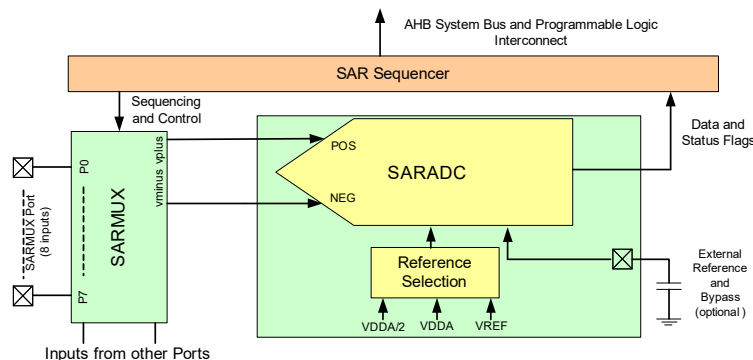 AHB System Bus and Programmable Logic
Interconnect
SAR Sequencer
Sequencing
and Control
Data and
Status Flags
vminus vplus
P0
SARMUX
P7
SARMUX Port
(8 inputs)
POS
SARADC
NEG
Reference
Selection
External
Reference
and
Bypass
(optional )
VDDA/2
VDDA
VREF
Inputs from other Ports